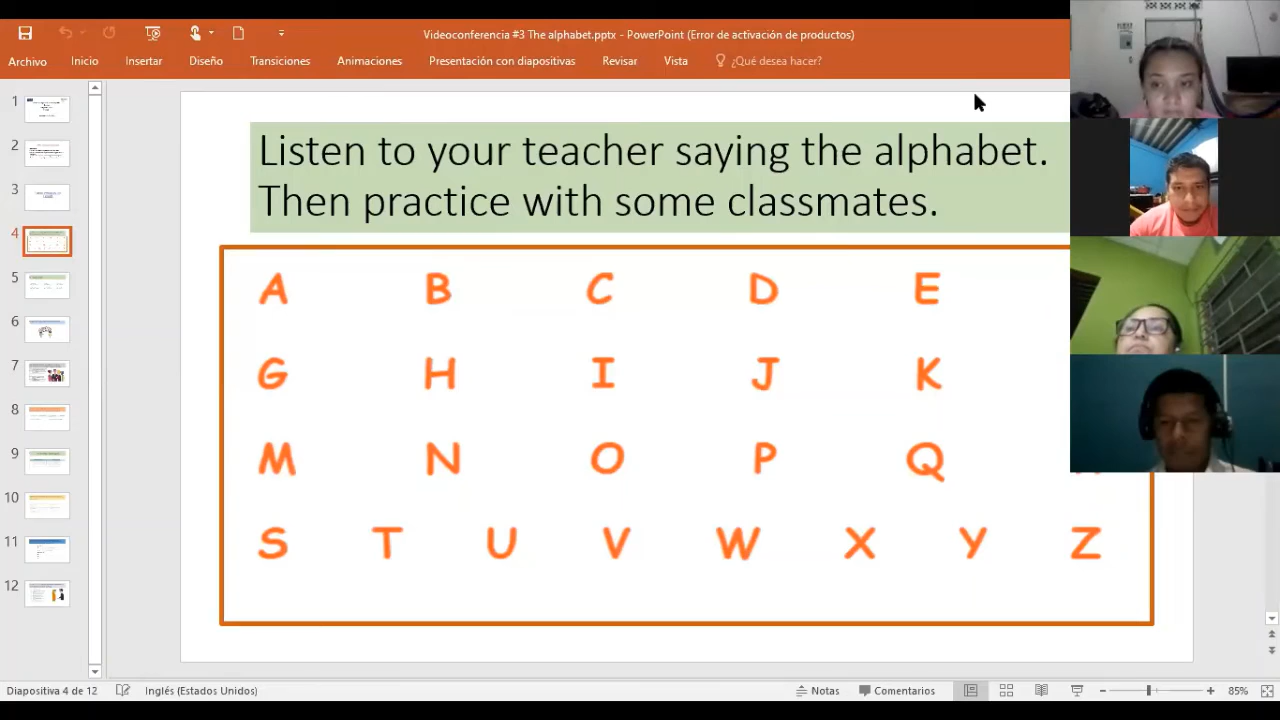 Videoconferencia #3 The alphabet.pptx - PowerPoint (Error de activación de productos)
Archivo Inicio Insertar Diseño Transiciones Animaciones Presentación con diapositivas Revisar Vista ¿Qué desea hacer?
1
2
3
4
5
6
7
8
9
10
11
12
Listen to your teacher saying the alphabet.
Then practice with some classmates.
A B C D E
G H I J K
M N O P Q
S T U V W X Y Z
Diapositiva 4 de 12 Inglés (Estados Unidos) Notas Comentarios 85%